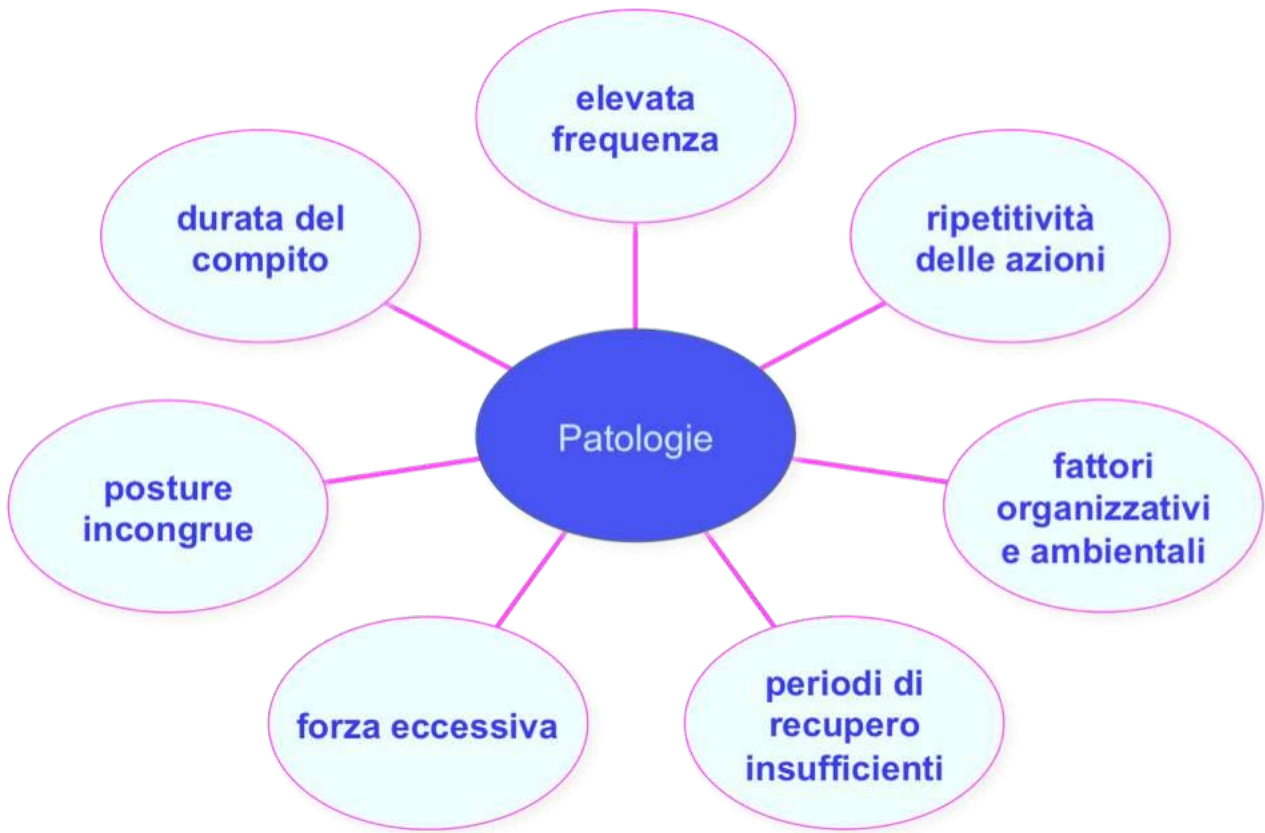 elevata
frequenza
ripetitività
delle azioni
fattori
organizzativi
e ambientali
periodi di
recupero
insufficienti
forza eccessiva
posture
incongrue
durata del
compito
Patologie